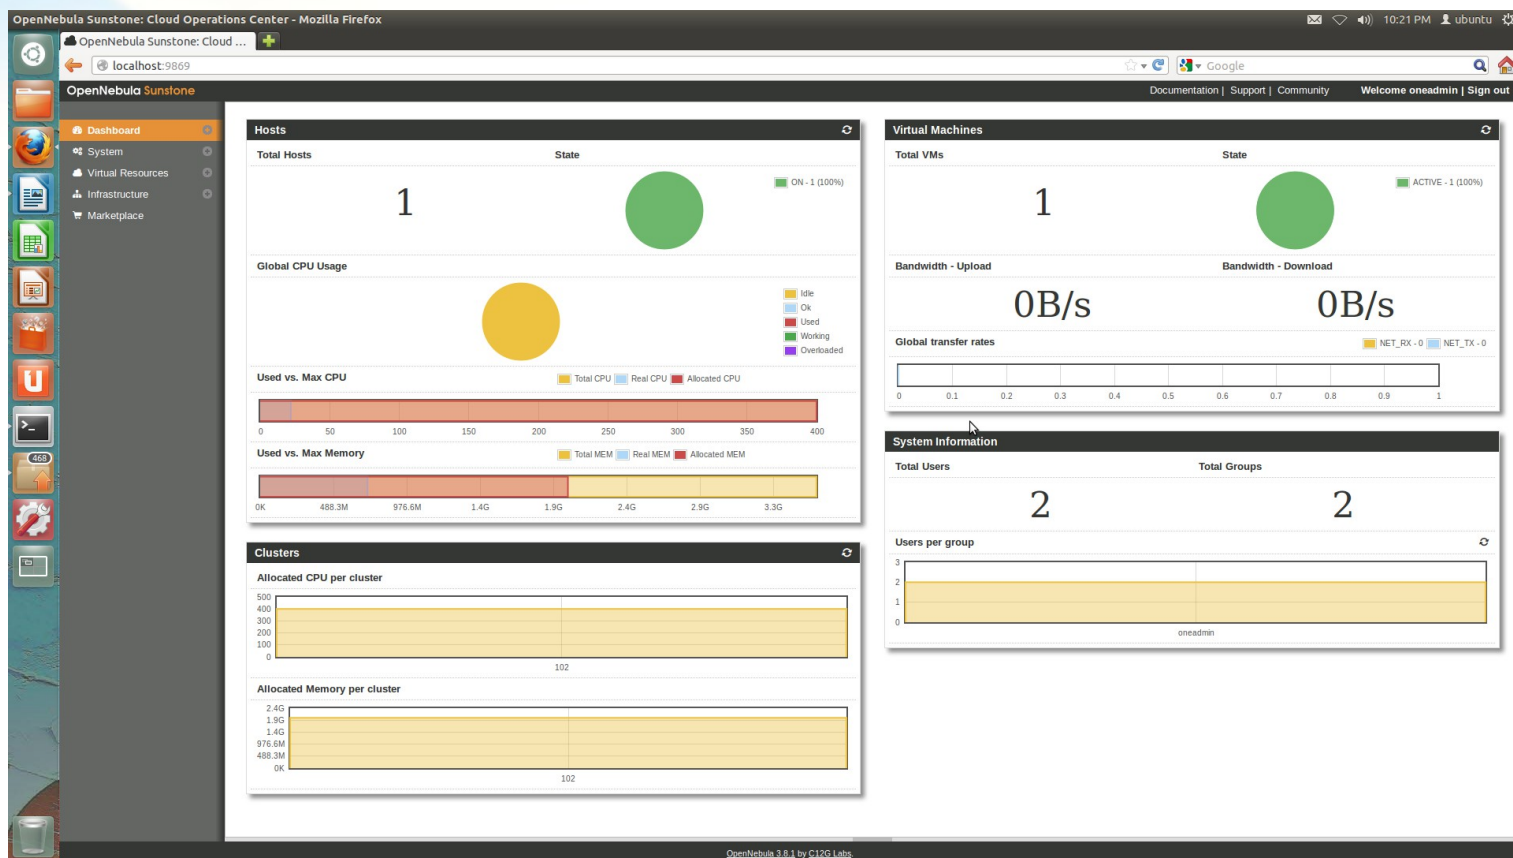 OpenNebula Sunstone: Cloud Operations Center - Mozilla Firefox
10:21 PM ubuntu
OpenNebula Sunstone: Cloud ...
localhost:9869
Google
OpenNebula Sunstone
Documentation | Support | Community
Welcome oneadmin | Sign out
Dashboard
System
Virtual Resources
Infrastructure
Marketplace
468
Hosts
Total Hosts
State
1
ON - 1 (100%)
Global CPU Usage
Idle
Ok
Used
Working
Overloaded
Used vs. Max CPU
Total CPU Real CPU Allocated CPU
0 50 100 150 200 250 300 350 400
Used vs. Max Memory
Total MEM Real MEM Allocated MEM
0K 488.3M 976.6M 1.4G 1.9G 2.4G 2.9G 3.3G
Clusters
Allocated CPU per cluster
500
400
300
200
100
0
102
Allocated Memory per cluster
2.4G
1.9G
1.4G
976.6M
488.3M
0K
102
Virtual Machines
Total VMs
State
1
ACTIVE - 1 (100%)
Bandwidth - Upload
Bandwidth - Download
0B/s
0B/s
Global transfer rates
NET_RX - 0 NET_TX - 0
0 0.1 0.2 0.3 0.4 0.5 0.6 0.7 0.8 0.9 1
System Information
Total Users
Total Groups
2
2
Users per group
3
2
1
0
oneadmin
OpenNebula 3.8.1 by C12G Labs.